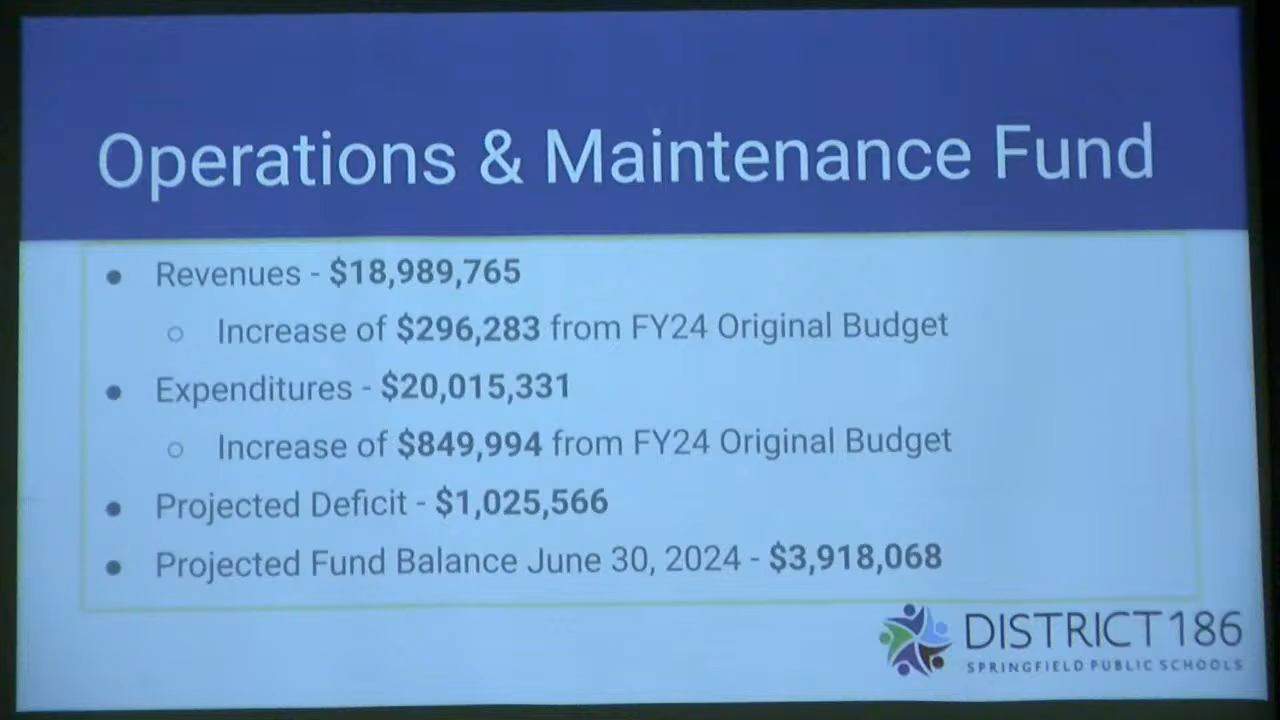 Operations & Maintenance Fund
● Revenues - $18,989,765
○ Increase of $296,283 from FY24 Original Budget
● Expenditures - $20,015,331
○ Increase of $849,994 from FY24 Original Budget
● Projected Deficit - $1,025,566
● Projected Fund Balance June 30, 2024 - $3,918,068
DISTRICT 186
SPRINGFIELD PUBLIC SCHOOLS